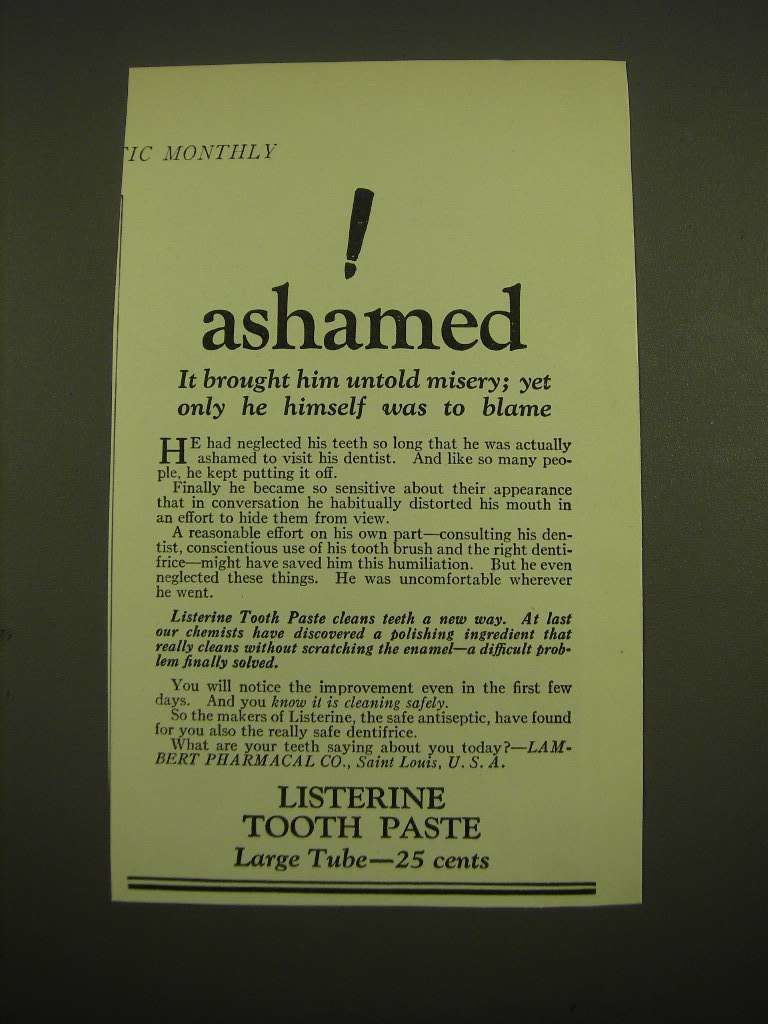 TIC MONTHLY
!
ashamed
It brought him untold misery; yet
only he himself was to blame
HE had neglected his teeth so long that he was actually
ashamed to visit his dentist. And like so many peo-
ple, he kept putting it off.
Finally he became so sensitive about their appearance
that in conversation he habitually distorted his mouth in
an effort to hide them from view.
A reasonable effort on his own part—consulting his den-
tist, conscientious use of his tooth brush and the right denti-
frice—might have saved him this humiliation. But he even
neglected these things. He was uncomfortable wherever
he went.
Listerine Tooth Paste cleans teeth a new way. At last
our chemists have discovered a polishing ingredient that
really cleans without scratching the enamel—a difficult prob-
lem finally solved.
You will notice the improvement even in the first few
days. And you know it is cleaning safely.
So the makers of Listerine, the safe antiseptic, have found
for you also the really safe dentifrice.
What are your teeth saying about you today?—LAM-
BERT PHARMACAL CO., Saint Louis, U. S. A.
LISTERINE
TOOTH PASTE
Large Tube—25 cents